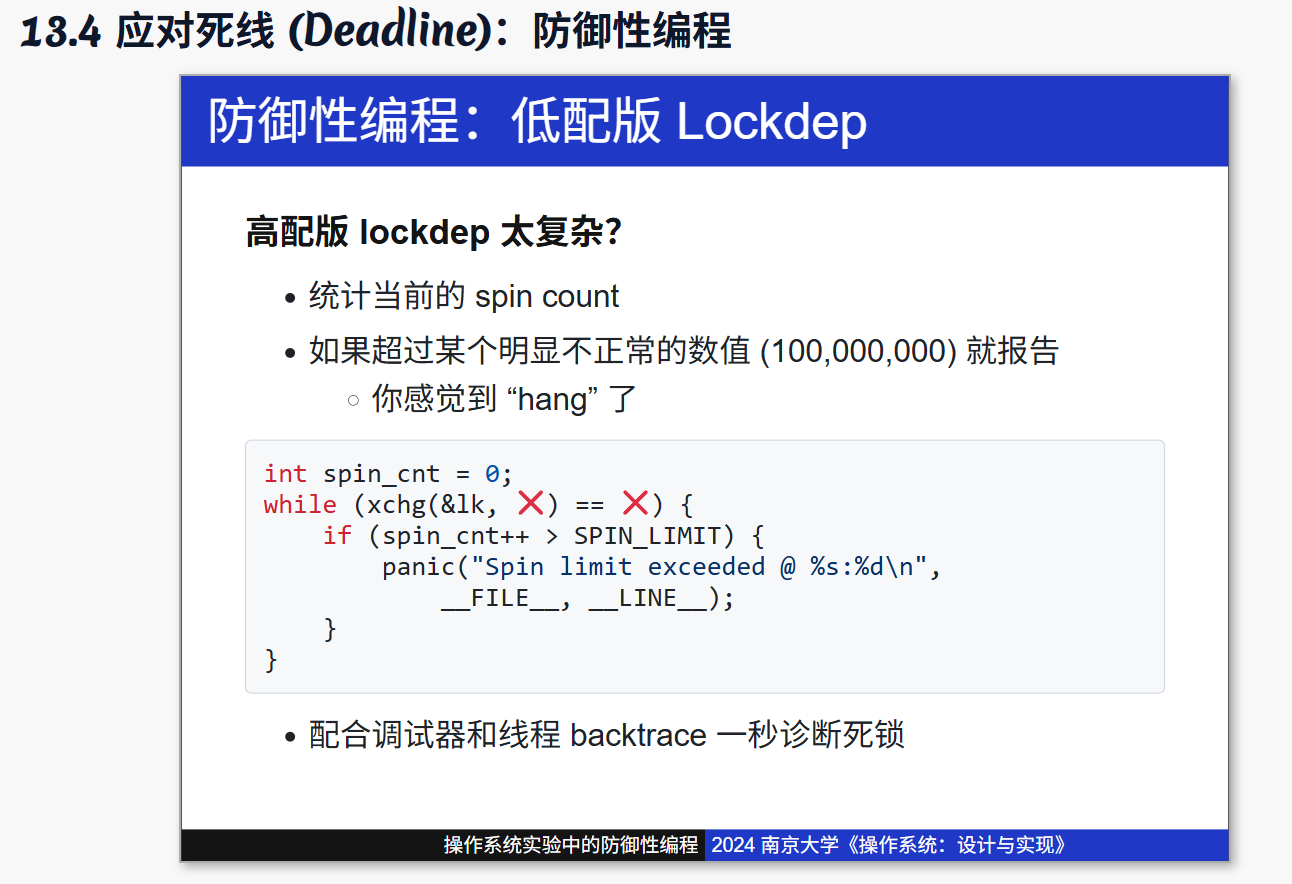 13.4 应对死线 (Deadline)：防御性编程
防御性编程：低配版 Lockdep
高配版 lockdep 太复杂？
• 统计当前的 spin count
• 如果超过某个明显不正常的数值 (100,000,000) 就报告
○ 你感觉到 “hang” 了
int spin_cnt = 0;
while (xchg(&lk, ❌) == ❌) {
    if (spin_cnt++ > SPIN_LIMIT) {
        panic("Spin limit exceeded @ %s:%d\n",
            __FILE__, __LINE__);
    }
}
• 配合调试器和线程 backtrace 一秒诊断死锁
操作系统实验中的防御性编程 2024 南京大学《操作系统：设计与实现》